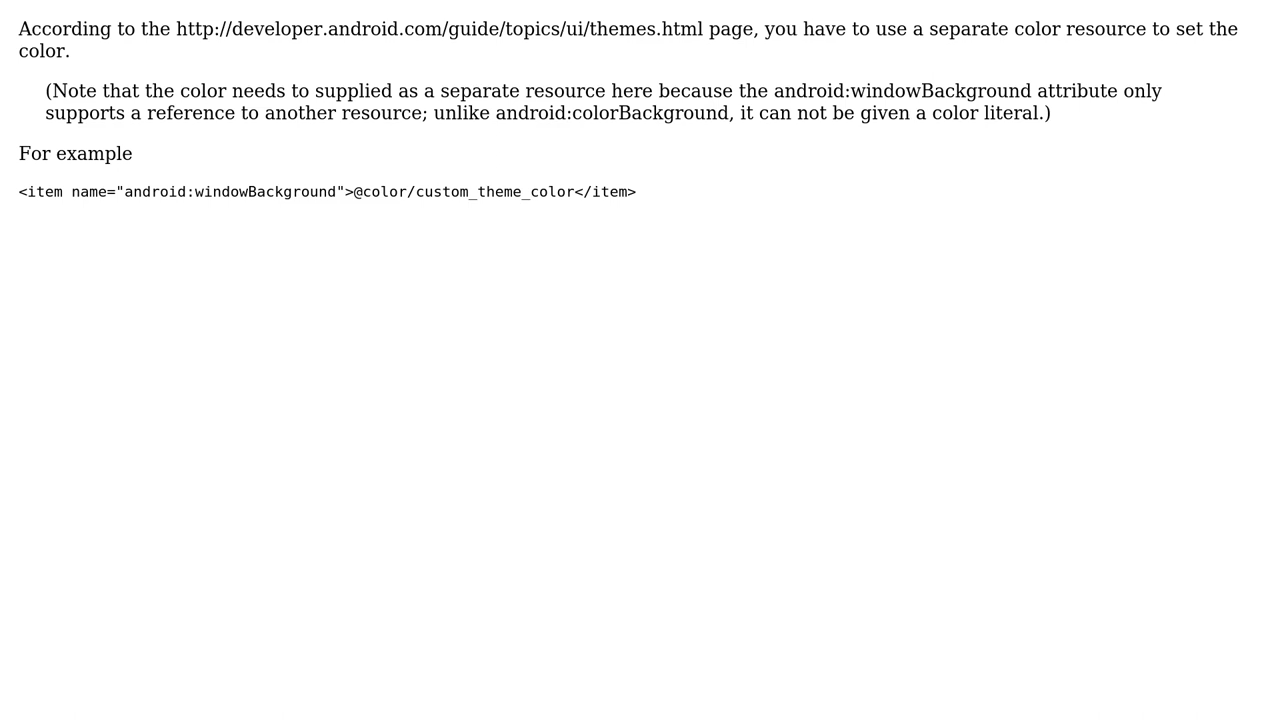 According to the http://developer.android.com/guide/topics/ui/themes.html page, you have to use a separate color resource to set the
color.
(Note that the color needs to supplied as a separate resource here because the android:windowBackground attribute only
supports a reference to another resource; unlike android:colorBackground, it can not be given a color literal.)
For example
<item name="android:windowBackground">@color/custom_theme_color</item>